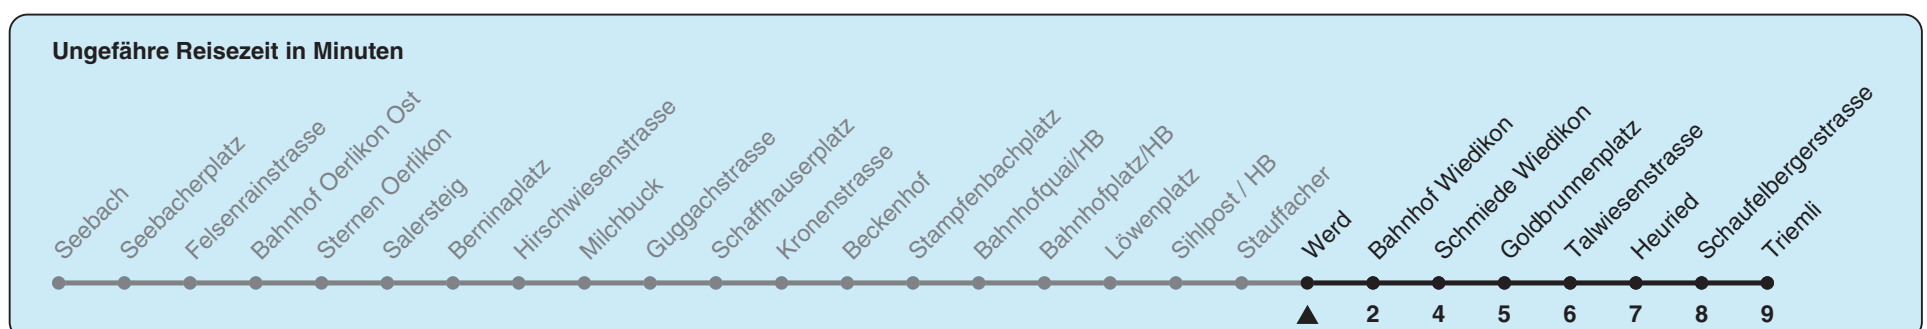 Ungefähre Reisezeit in Minuten
Seebach
Seebacherplatz
Felsenrainstrasse
Bahnhof Oerlikon Ost
Sternen Oerlikon
Salersteig
Berninaplatz
Hirschwiesenstrasse
Milchbuck
Guggachstrasse
Schaffhauserplatz
Kronenstrasse
Beckenhof
Stampfenbachplatz
Bahnhofquai/HB
Bahnhofplatz/HB
Löwenplatz
Sihlpost / HB
Stauffacher
Werd
Bahnhof Wiedikon
Schmiede Wiedikon
Goldbrunnenplatz
Talwiesenstrasse
Heuried
Schaufelbergerstrasse
Triemli
2 4 5 6 7 8 9